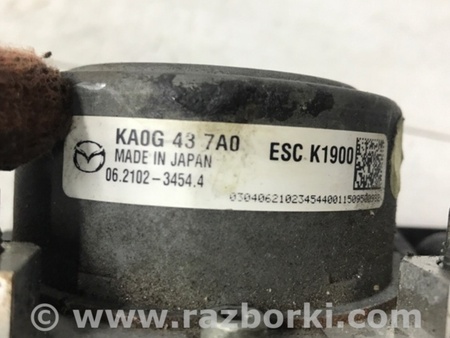 KA0G 43 7A0
ESC K1900
MADE IN JAPAN
06.2102-3454.4
www.razborki.com